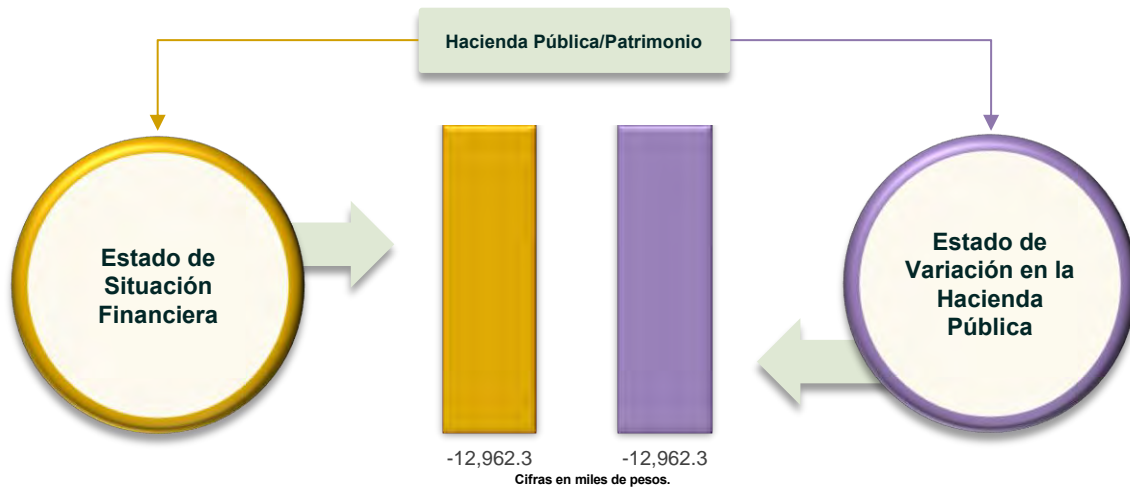 Hacienda Pública/Patrimonio
Estado de
Situación
Financiera
Estado de
Variación en la
Hacienda
Pública
-12,962.3
-12,962.3
Cifras en miles de pesos.